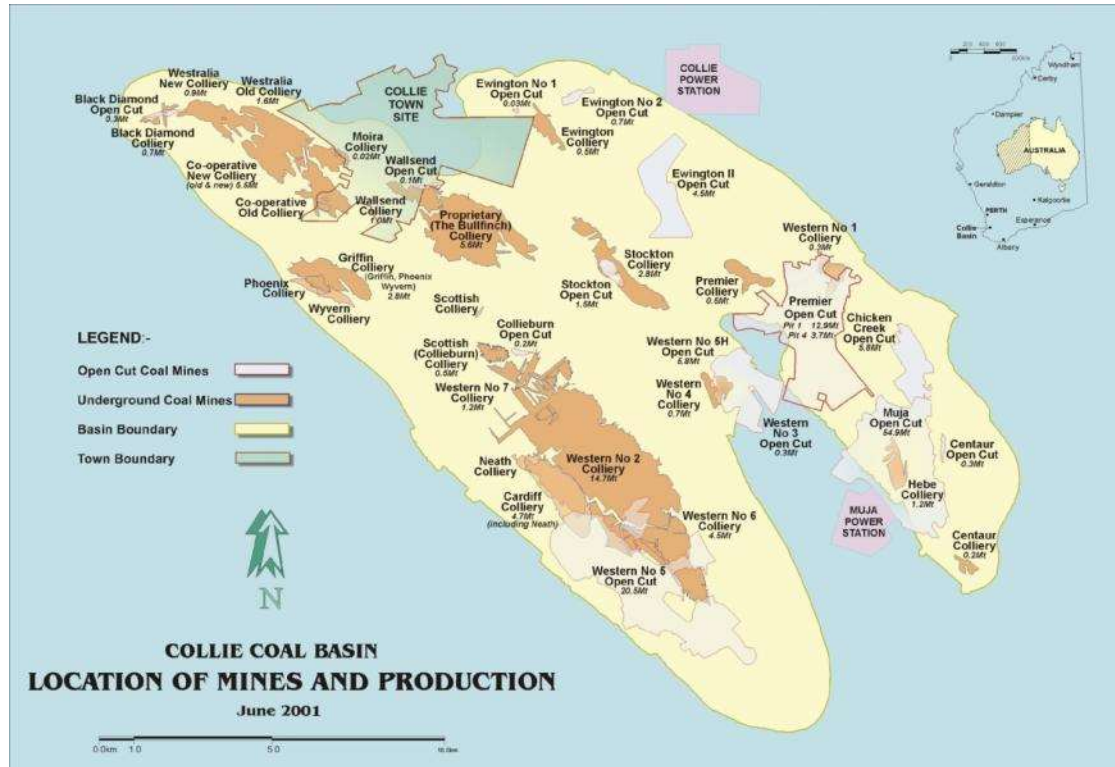 Westralia
New Colliery
0.9Mt
Westralia
Old Colliery
1.6Mt
Black Diamond
Open Cut
0.3Mt
Black Diamond
Colliery
0.7Mt
Co-operative
New Colliery
(old & new) 5.5Mt
Co-operative
Old Colliery
COLLIE
TOWN
SITE
Moira
Colliery
0.02Mt
Wallsend
Open Cut
0.1Mt
Wallsend
Colliery
1.0Mt
Proprietary
(The Bullfinch)
Colliery
5.6Mt
Ewington No 1
Open Cut
0.03Mt
Ewington No 2
Open Cut
0.7Mt
Ewington
Colliery
0.5Mt
COLLIE
POWER
STATION
Ewington II
Open Cut
4.5Mt
Griffin
Colliery
(Griffin, Phoenix
Wyvern)
2.8Mt
Phoenix
Colliery
Wyvern
Colliery
Stockton
Colliery
2.8Mt
Stockton
Open Cut
1.5Mt
Western No 1
Colliery
0.3Mt
Premier
Colliery
0.5Mt
Premier
Open Cut
Pit 1 12.9Mt
Pit 4 3.7Mt
Chicken
Creek Open
Cut
5.8Mt
Scottish
Colliery
Collieburn
Open Cut
0.2Mt
Scottish
(Collieburn)
Colliery
0.5Mt
Western No 7
Colliery
1.2Mt
Western No 5H
Open Cut
5.8Mt
Western
No 4
Colliery
0.7Mt
Western
No 3
Open Cut
0.3Mt
Muja
Open Cut
54.9Mt
Centaur
Open Cut
0.3Mt
Hebe
Colliery
1.2Mt
Centaur
Colliery
0.2Mt
MUJA
POWER
STATION
Neath
Colliery
Western No 2
Colliery
14.7Mt
Cardiff
Colliery
4.7Mt
(including Neath)
Western No 6
Colliery
4.5Mt
Western No 5
Open Cut
20.5Mt
LEGEND:-
Open Cut Coal Mines
Underground Coal Mines
Basin Boundary
Town Boundary
N
COLLIE COAL BASIN
LOCATION OF MINES AND PRODUCTION
June 2001
0.0km 1.0 5.0 10.0km
Wyndham
Derby
Dampier
AUSTRALIA
Geraldton
Kalgoorlie
PERTH
Esperance
Collie
Basin
Albany